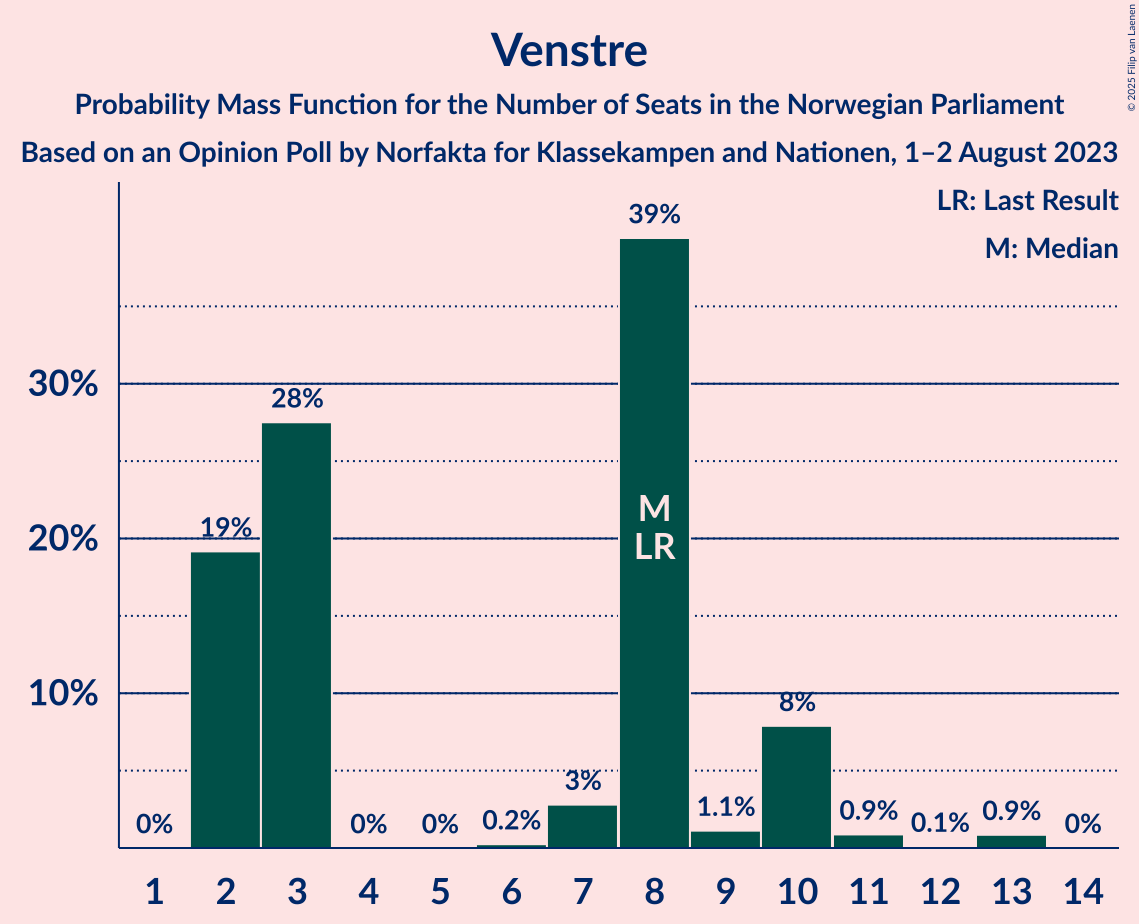 Venstre
Probability Mass Function for the Number of Seats in the Norwegian Parliament
Based on an Opinion Poll by Norfakta for Klassekampen and Nationen, 1–2 August 2023
© 2025 Filip van Laenen
LR: Last Result
M: Median
30%
20%
10%
0%
19%
28%
0%
0%
0.2%
3%
39%
1.1%
8%
0.9%
0.1%
0.9%
0%
M
LR
1 2 3 4 5 6 7 8 9 10 11 12 13 14